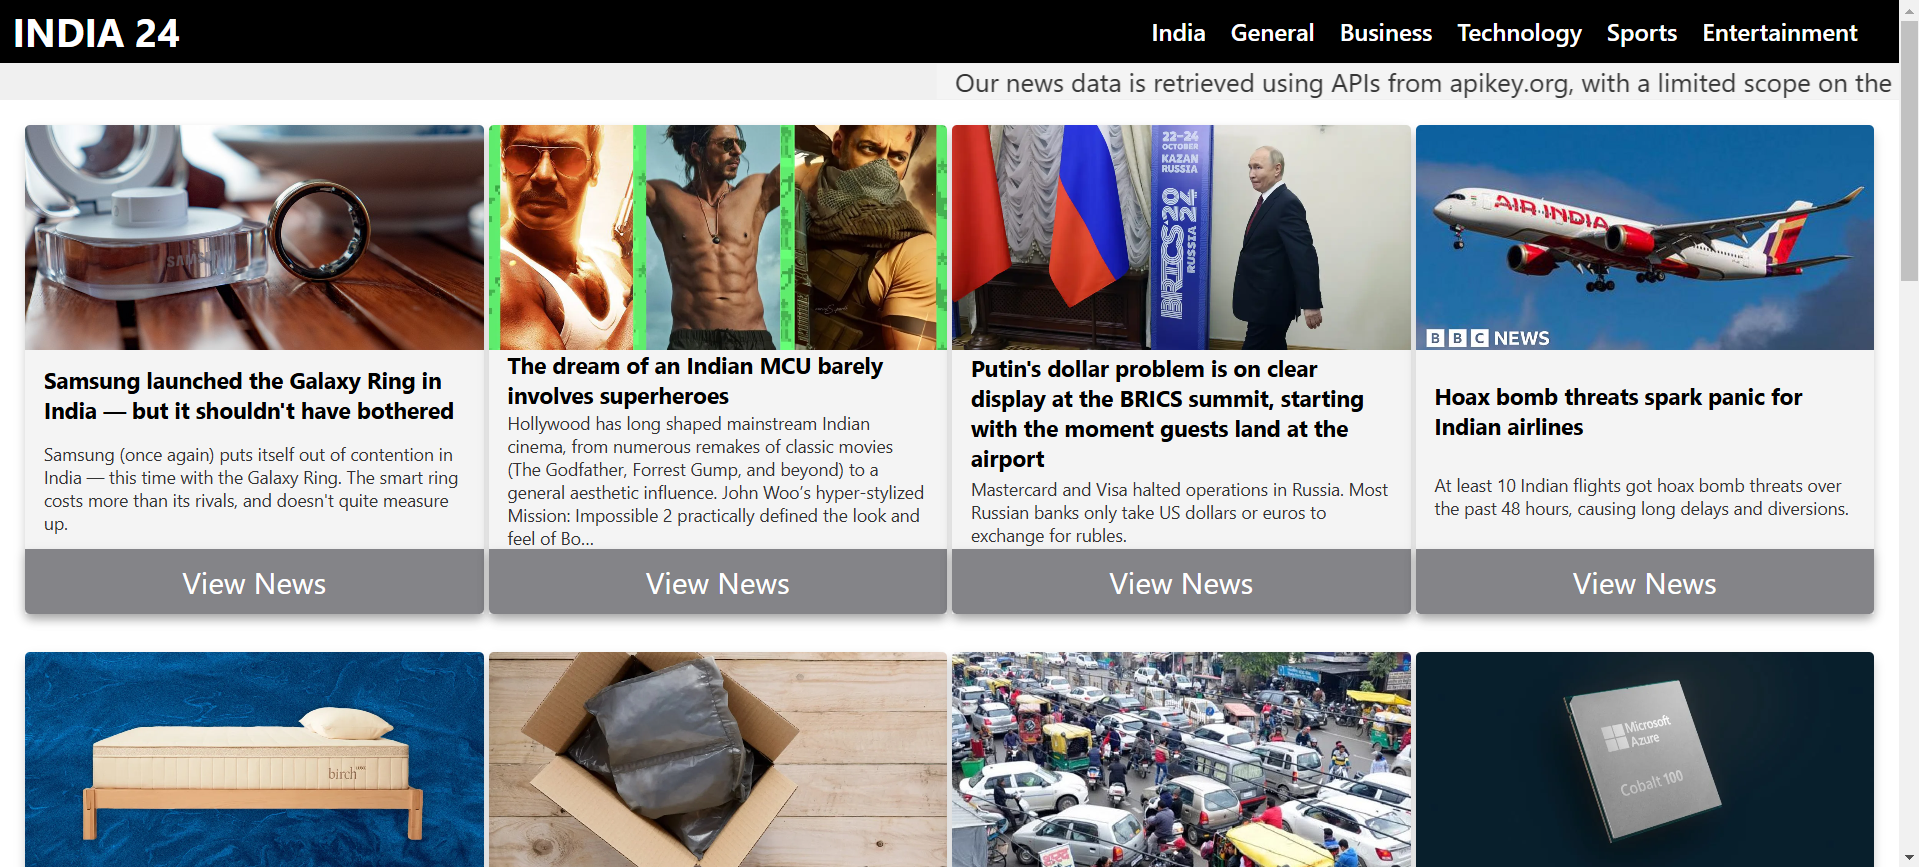 INDIA 24
India General Business Technology Sports Entertainment
Our news data is retrieved using APIs from apikey.org, with a limited scope on the
SAMSUNG
22–24
OCTOBER
KAZAN
RUSSIA
BRICS 20
RUSSIA 24
AIR INDIA
BBC NEWS
Samsung launched the Galaxy Ring in
India — but it shouldn't have bothered
Samsung (once again) puts itself out of contention in
India — this time with the Galaxy Ring. The smart ring
costs more than its rivals, and doesn't quite measure
up.
View News
The dream of an Indian MCU barely
involves superheroes
Hollywood has long shaped mainstream Indian
cinema, from numerous remakes of classic movies
(The Godfather, Forrest Gump, and beyond) to a
general aesthetic influence. John Woo’s hyper-stylized
Mission: Impossible 2 practically defined the look and
feel of Bo...
View News
Putin's dollar problem is on clear
display at the BRICS summit, starting
with the moment guests land at the
airport
Mastercard and Visa halted operations in Russia. Most
Russian banks only take US dollars or euros to
exchange for rubles.
View News
Hoax bomb threats spark panic for
Indian airlines
At least 10 Indian flights got hoax bomb threats over
the past 48 hours, causing long delays and diversions.
View News
birch
Microsoft
Azure
Cobalt 100